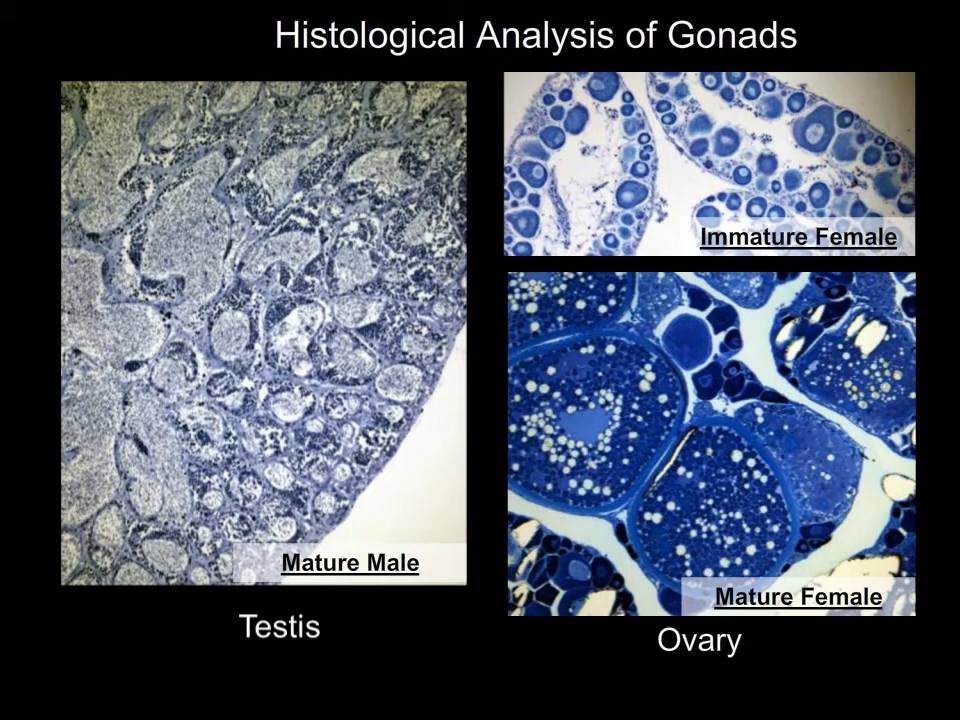 Histological Analysis of Gonads
Immature Female
Mature Male
Mature Female
Testis
Ovary